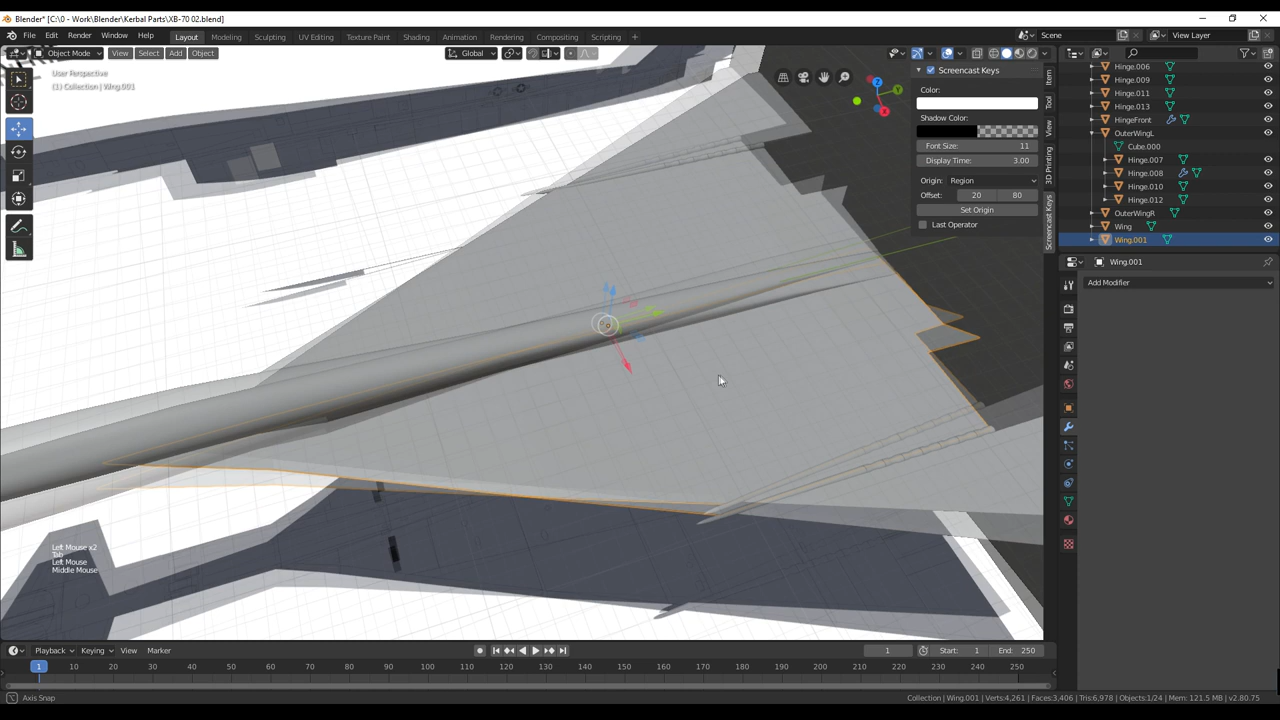 Blender* [C:\0 - Work\Blender\Kerbal Parts\XB-70 02.blend]
File Edit Render Window Help Layout Modeling Sculpting UV Editing Texture Paint Shading Animation Rendering Compositing Scripting + Scene View Layer
Object Mode View Select Add Object Global
User Perspective
(1) Collection | Wing.001
Screencast Keys
Color:
Shadow Color:
Font Size: 11
Display Time: 3.00
Origin: Region
Offset: 20 80
Set Origin
Last Operator
Item
Tool
View
3D Printing
Screencast Keys
Z
Y
X
Hinge.006
Hinge.009
Hinge.011
Hinge.013
HingeFront
OuterWingL
Cube.000
Hinge.007
Hinge.008
Hinge.010
Hinge.012
OuterWingR
Wing
Wing.001
Wing.001
Add Modifier
Left Mouse x2
Tab
Left Mouse
Middle Mouse
Playback Keying View Marker 1 Start: 1 End: 250
1 10 20 30 40 50 60 70 80 90 100 110 120 130 140 150 160 170 180 190 200 210 220 230 240 250
Axis Snap Collection | Wing.001 | Verts:4,261 | Faces:3,406 | Tris:6,978 | Objects:1/24 | Mem: 121.5 MB | v2.80.75